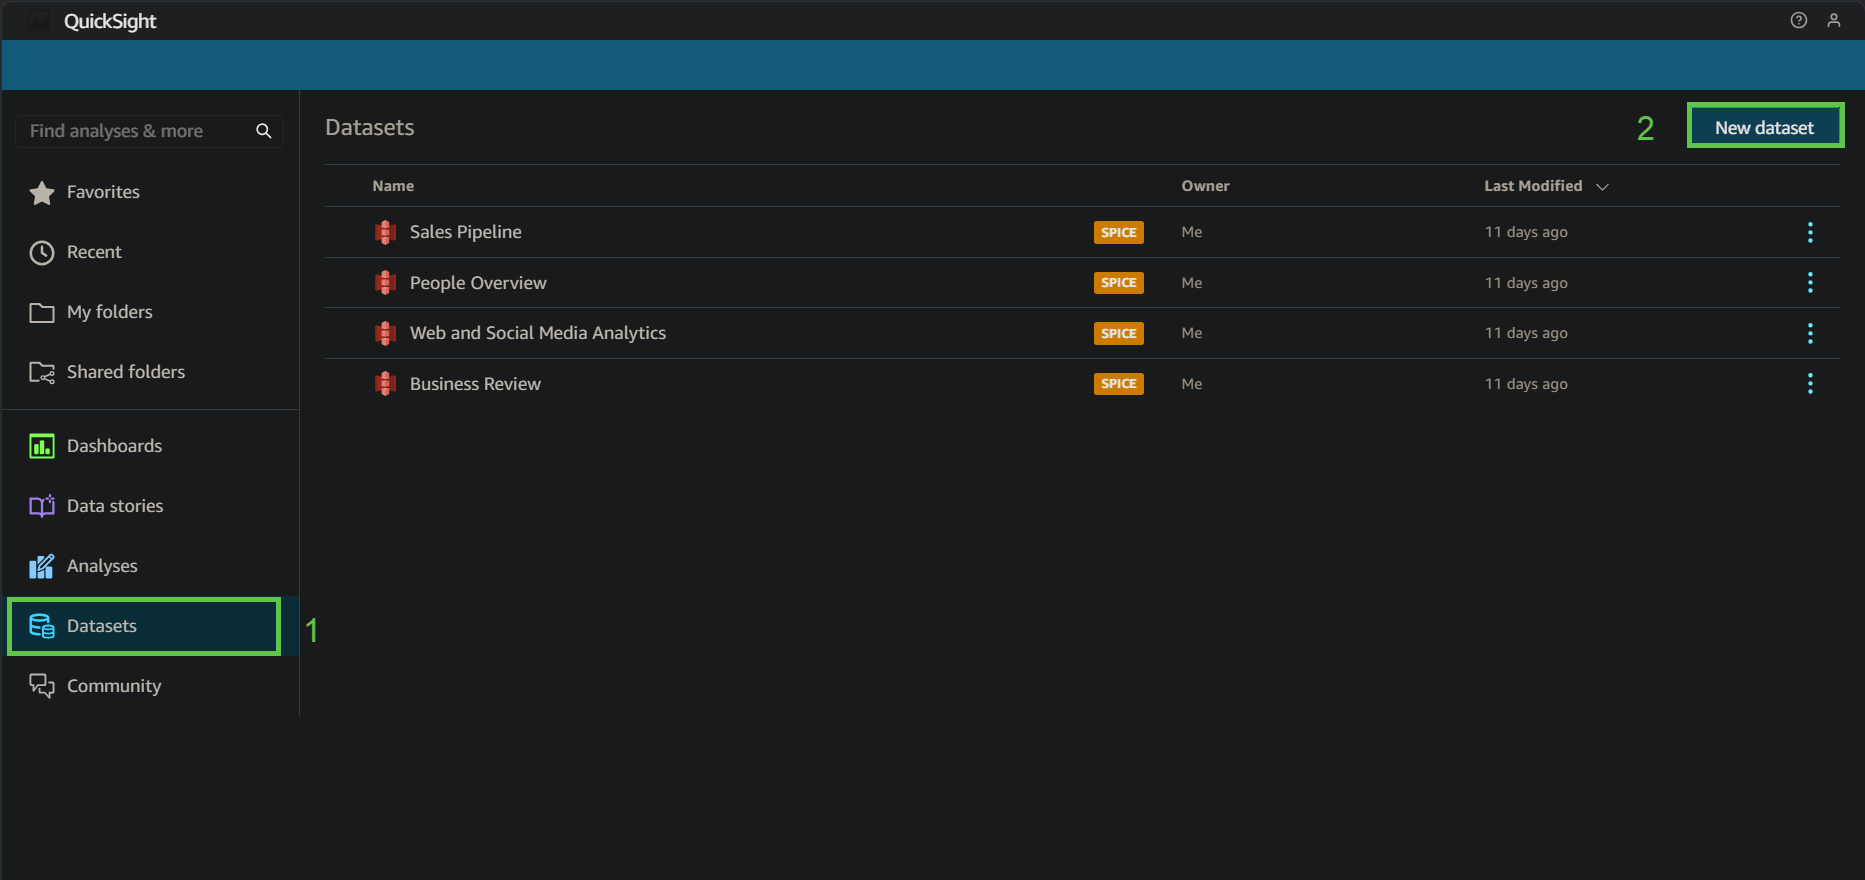 QuickSight
Find analyses & more
Favorites
Recent
My folders
Shared folders
Dashboards
Data stories
Analyses
Datasets
1
Community
Datasets
2
New dataset
Name Owner Last Modified
Sales Pipeline SPICE Me 11 days ago
People Overview SPICE Me 11 days ago
Web and Social Media Analytics SPICE Me 11 days ago
Business Review SPICE Me 11 days ago